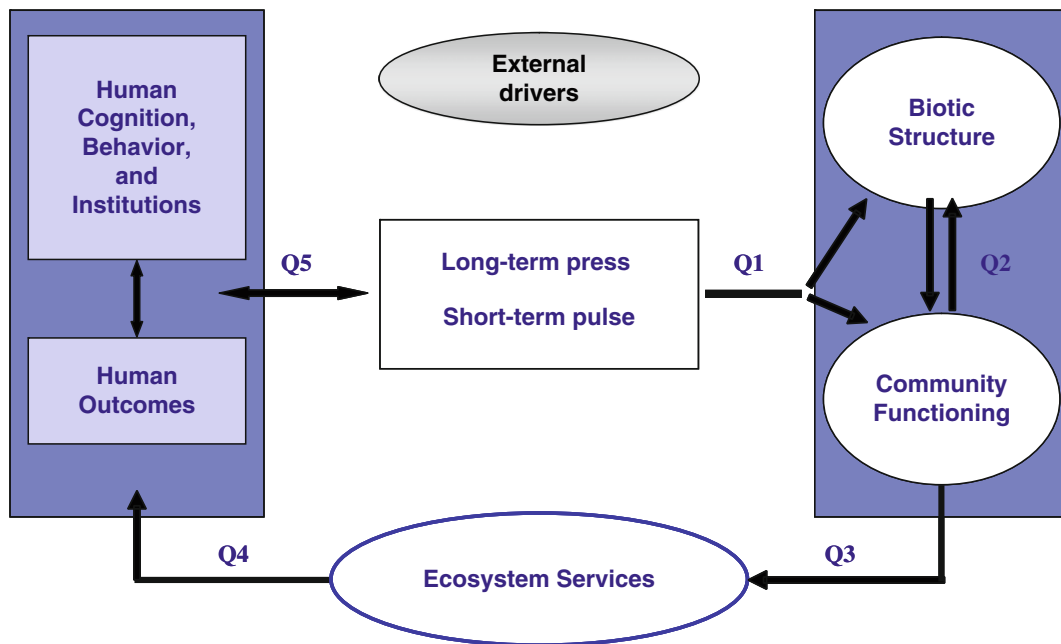 Human
Cognition,
Behavior,
and
Institutions
Human
Outcomes
Q5
External
drivers
Long-term press
Short-term pulse
Q1
Biotic
Structure
Q2
Community
Functioning
Q4
Ecosystem Services
Q3